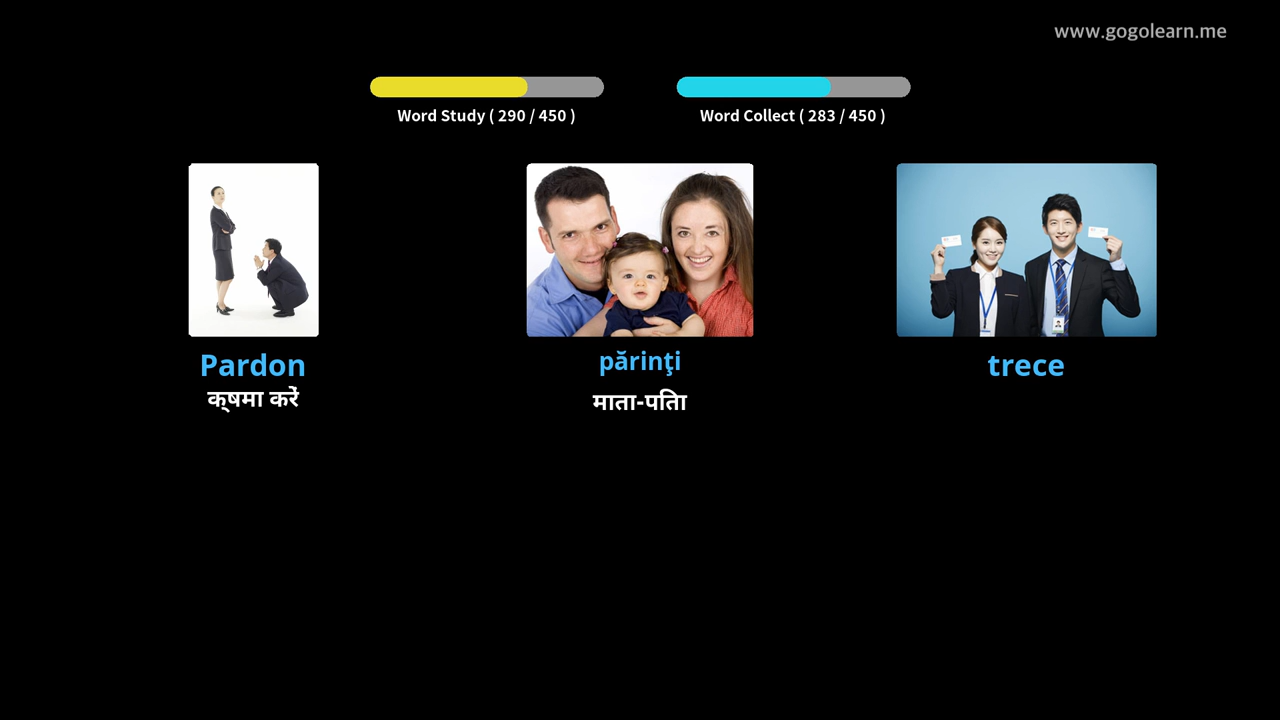 www.gogolearn.me
Word Study ( 290 / 450 )
Word Collect ( 283 / 450 )
Pardon
क्षमा करें
părinţi
माता-पिता
trece